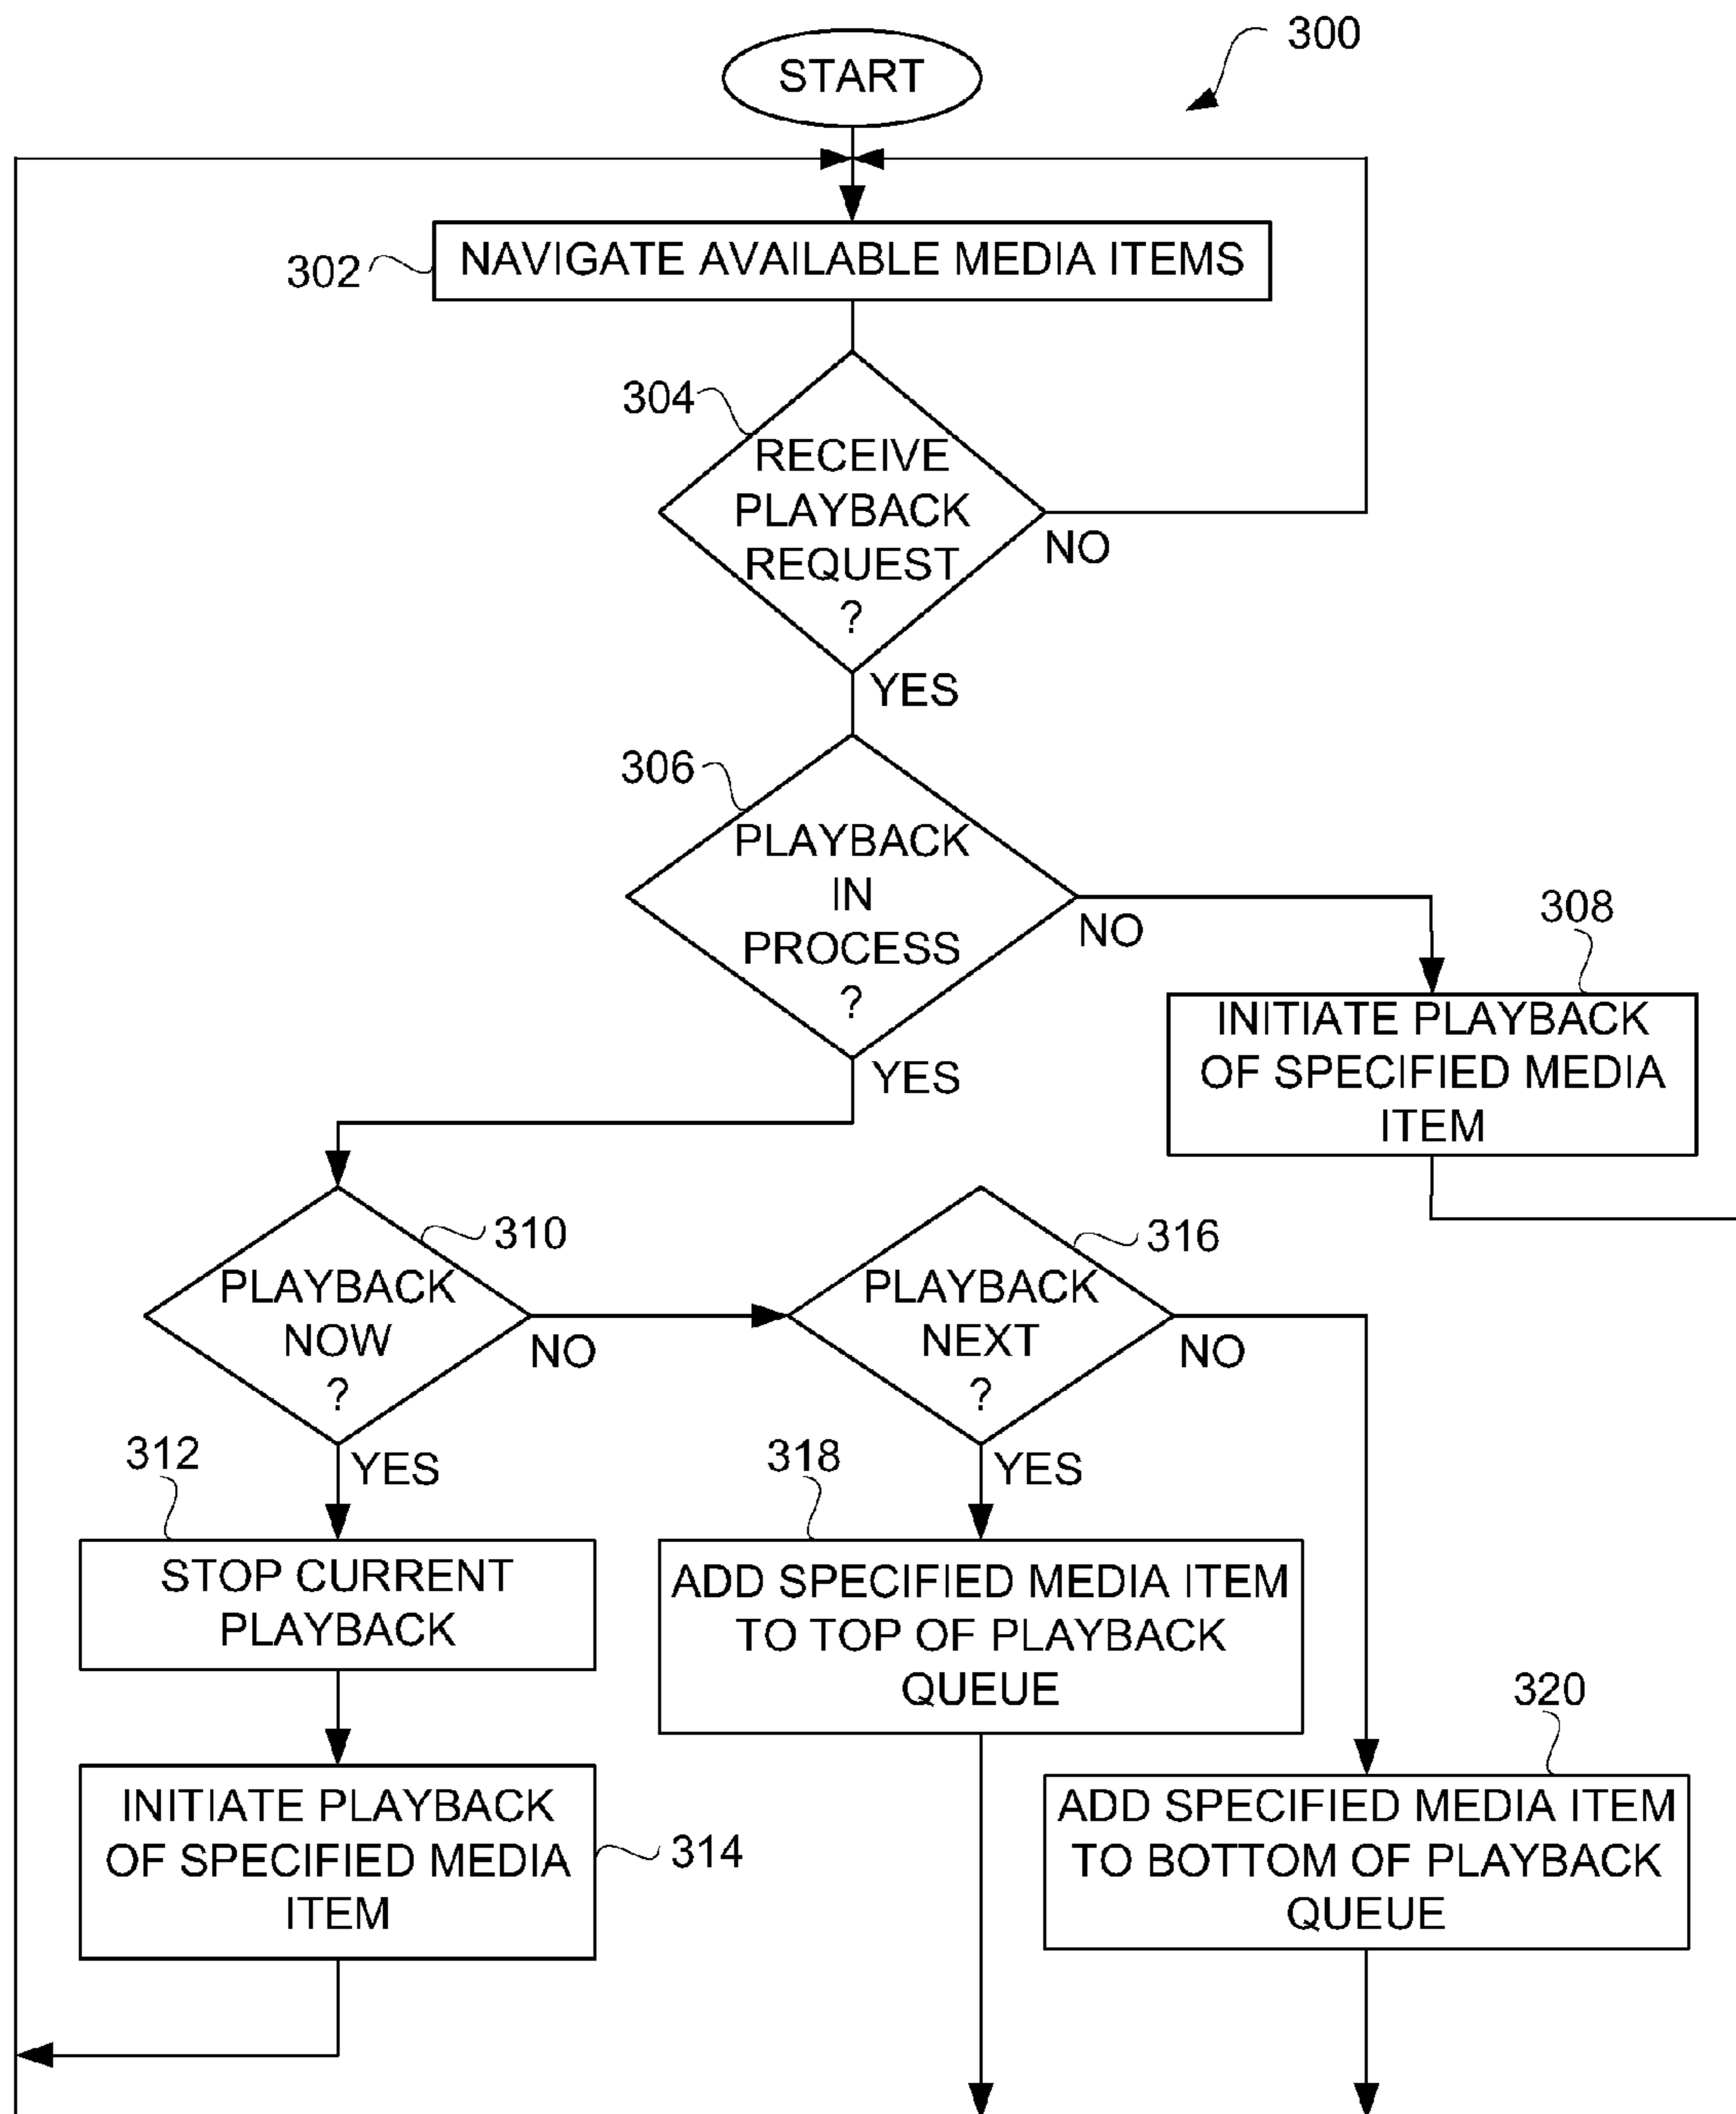 300
START
302
NAVIGATE AVAILABLE MEDIA ITEMS
304
RECEIVE
PLAYBACK
REQUEST
?
NO
YES
306
PLAYBACK
IN
PROCESS
?
NO
YES
308
INITIATE PLAYBACK
OF SPECIFIED MEDIA
ITEM
310
PLAYBACK
NOW
?
NO
YES
316
PLAYBACK
NEXT
?
NO
YES
312
STOP CURRENT
PLAYBACK
318
ADD SPECIFIED MEDIA ITEM
TO TOP OF PLAYBACK
QUEUE
314
INITIATE PLAYBACK
OF SPECIFIED MEDIA
ITEM
320
ADD SPECIFIED MEDIA ITEM
TO BOTTOM OF PLAYBACK
QUEUE